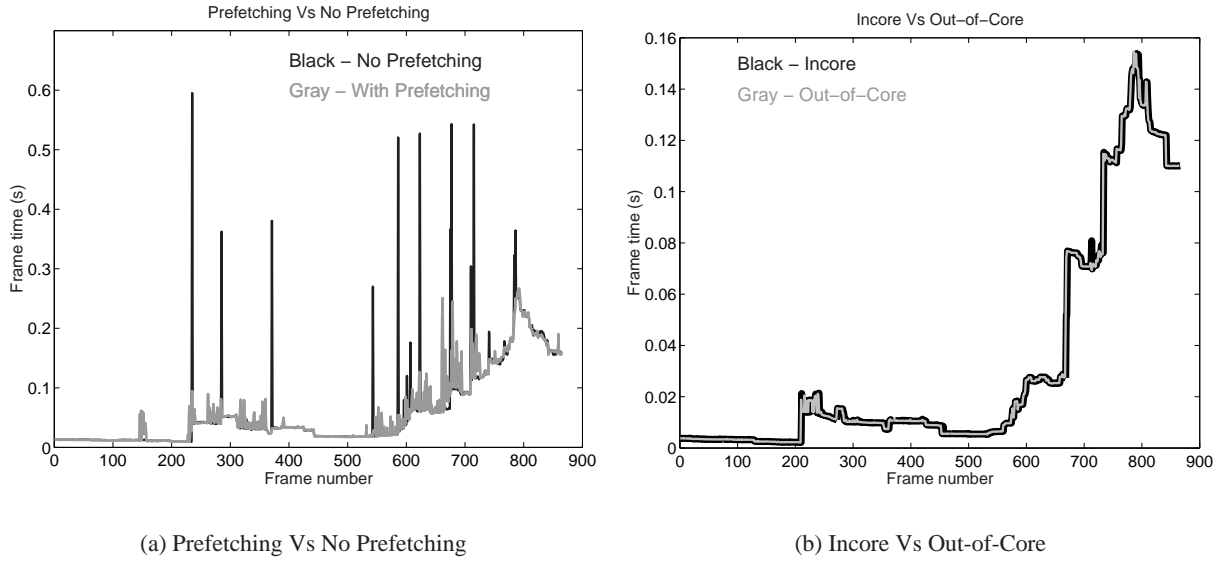 Prefetching Vs No Prefetching
Black − No Prefetching
Gray − With Prefetching
Frame time (s)
0.6
0.5
0.4
0.3
0.2
0.1
0
0 100 200 300 400 500 600 700 800 900
Frame number
(a) Prefetching Vs No Prefetching
Incore Vs Out−of−Core
Black − Incore
Gray − Out−of−Core
Frame time (s)
0.16
0.14
0.12
0.1
0.08
0.06
0.04
0.02
0
0 100 200 300 400 500 600 700 800 900
Frame number
(b) Incore Vs Out-of-Core